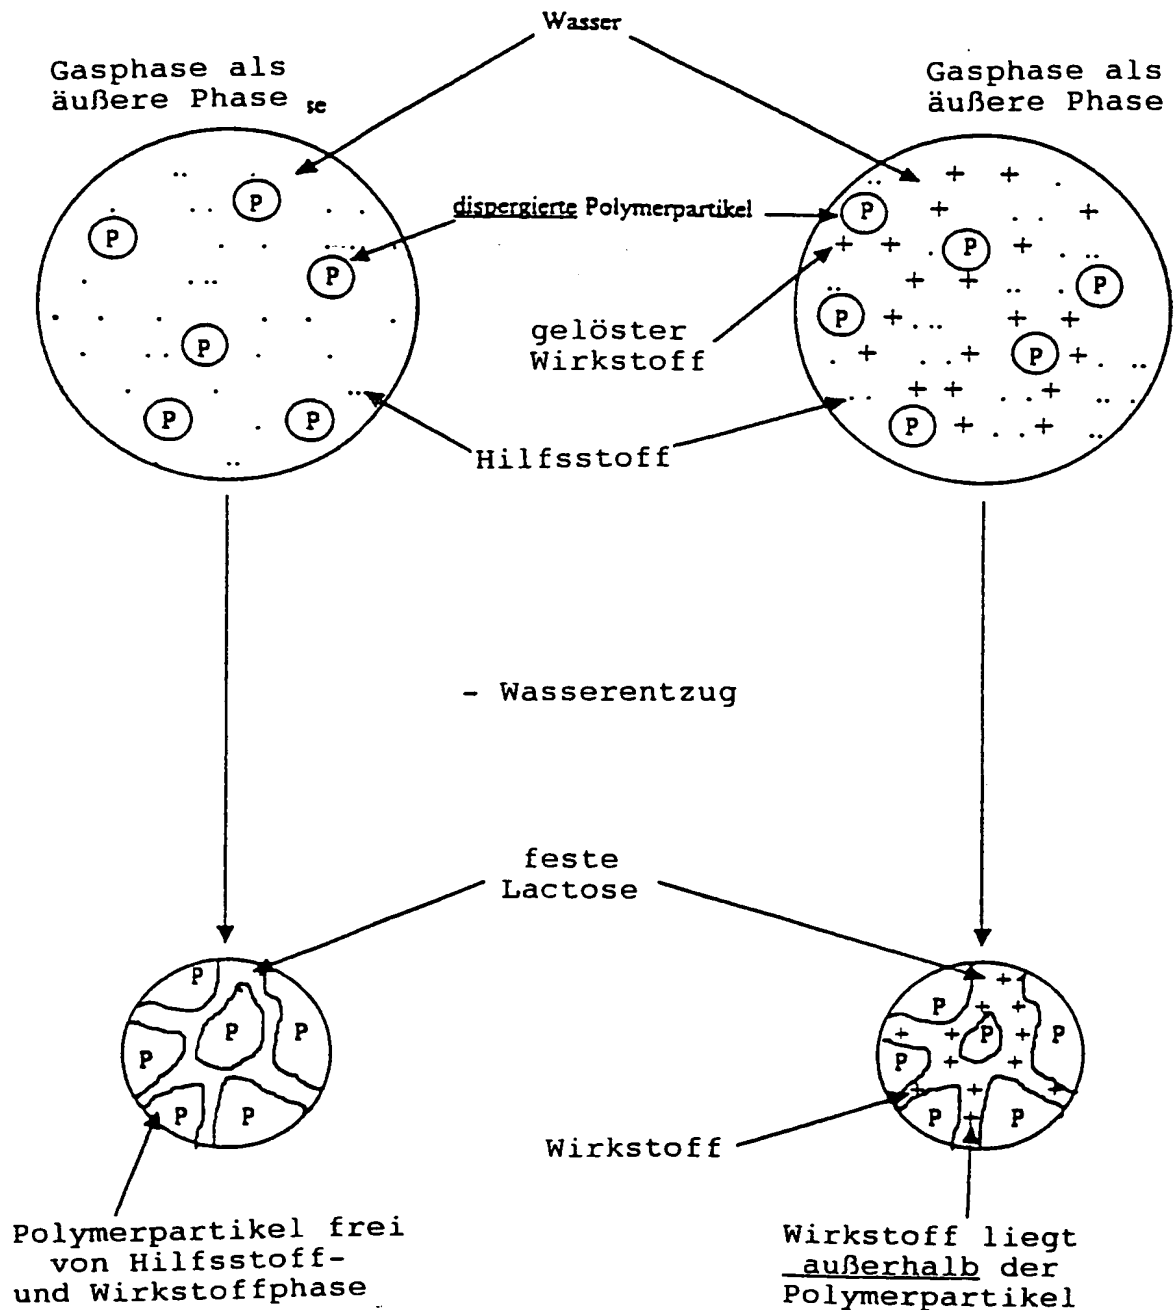 Wasser
Gasphase als
äußere Phase se
Gasphase als
äußere Phase
P
P
P
P
P
P
dispergierte Polymerpartikel
P
P
P
P
P
P
gelöster
Wirkstoff
Hilfsstoff
- Wasserentzug
feste
Lactose
P
P
P
P
P
P
P
P
P
P
P
P
Wirkstoff
Polymerpartikel frei
von Hilfsstoff-
und Wirkstoffphase
Wirkstoff liegt
außerhalb der
Polymerpartikel